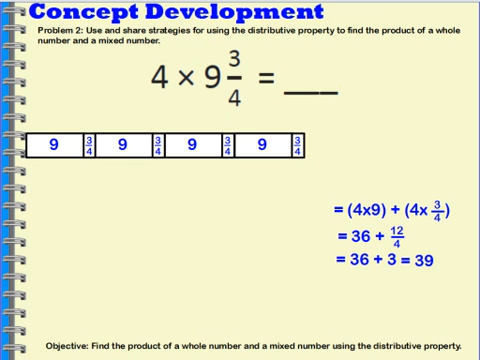 Concept Development
Problem 2: Use and share strategies for using the distributive property to find the product of a whole
number and a mixed number.
4 × 9 3/4 = ___
9 3/4 9 3/4 9 3/4 9 3/4
= (4x9) + (4x 3/4)
= 36 + 12/4
= 36 + 3 = 39
Objective: Find the product of a whole number and a mixed number using the distributive property.